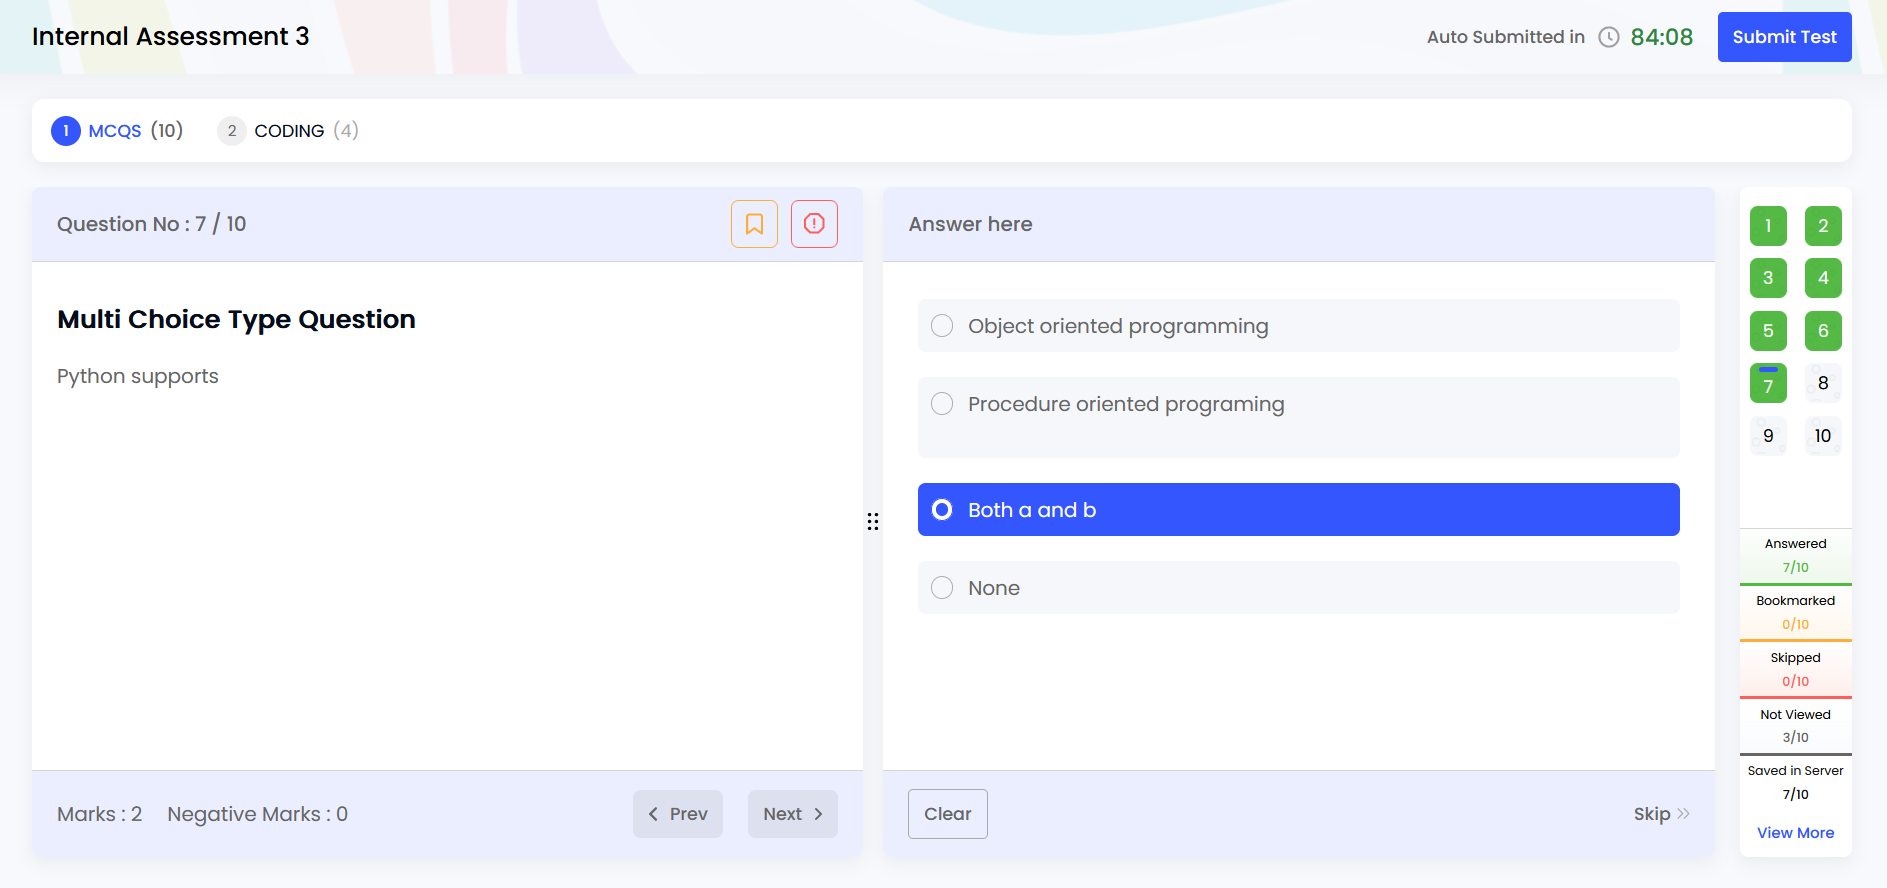 Internal Assessment 3
Auto Submitted in 84:08 Submit Test
1 MCQS (10) 2 CODING (4)
Question No : 7 / 10
Multi Choice Type Question
Python supports
Marks : 2 Negative Marks : 0 Prev Next
Answer here
Object oriented programming
Procedure oriented programing
Both a and b
None
Clear Skip
1 2
3 4
5 6
7 8
9 10
Answered
7/10
Bookmarked
0/10
Skipped
0/10
Not Viewed
3/10
Saved in Server
7/10
View More